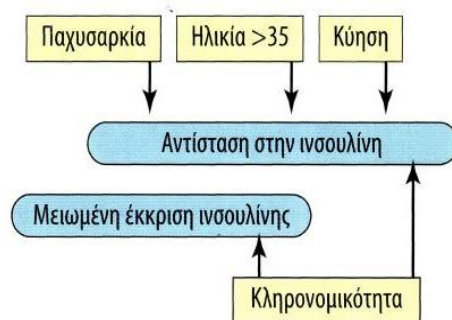 Παχυσαρκία
Ηλικία >35
Κύηση
Αντίσταση στην ινσουλίνη
Μειωμένη έκκριση ινσουλίνης
Κληρονομικότητα